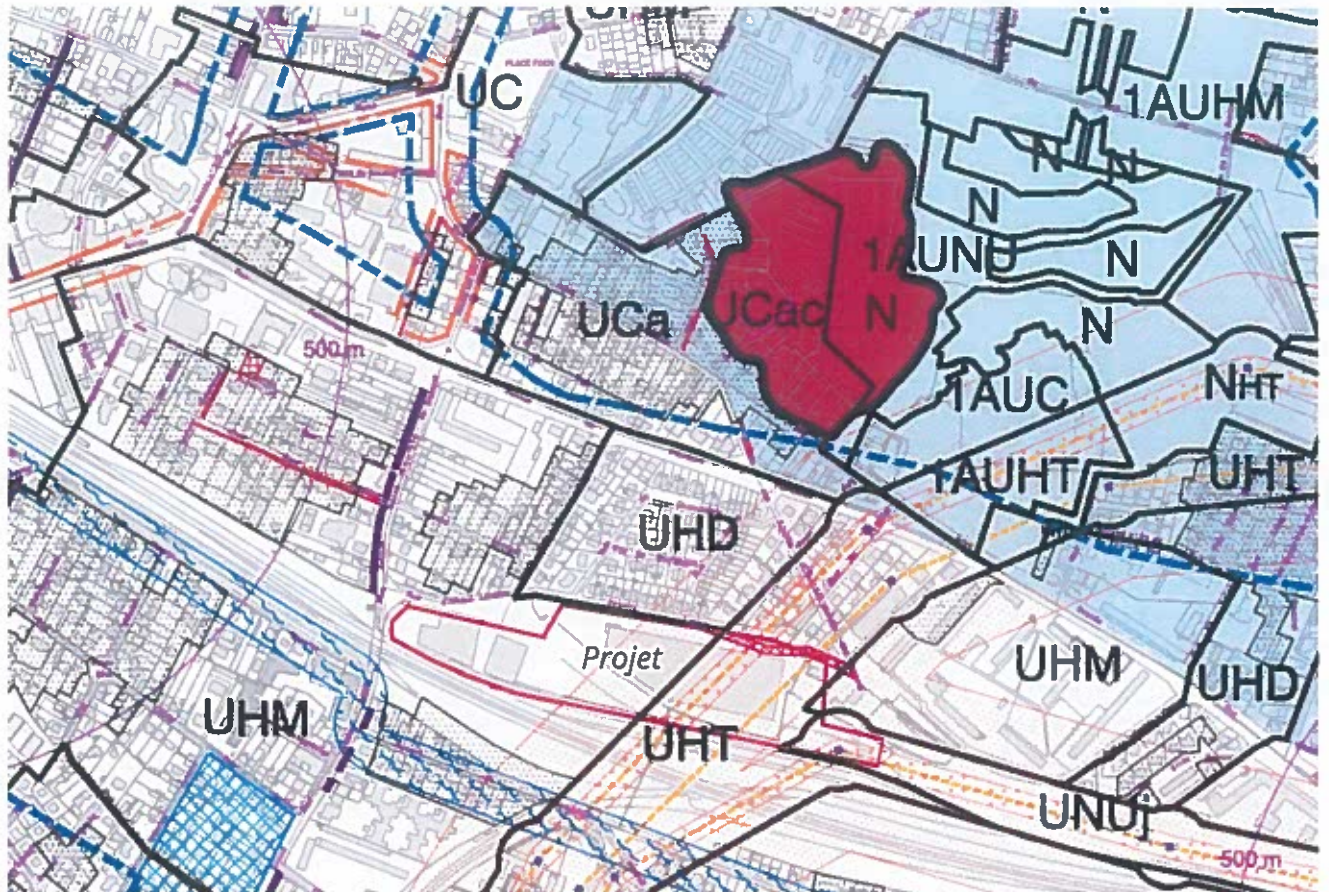 UC
PLACE FOCH
1AUHM
N
N
N
1AUNU
N
UCa
UCac
N
N
500 m
1AUC
NHT
1AUHT
UHT
UHD
Projet
UHM
UHD
UHM
UHT
UNUj
500 m